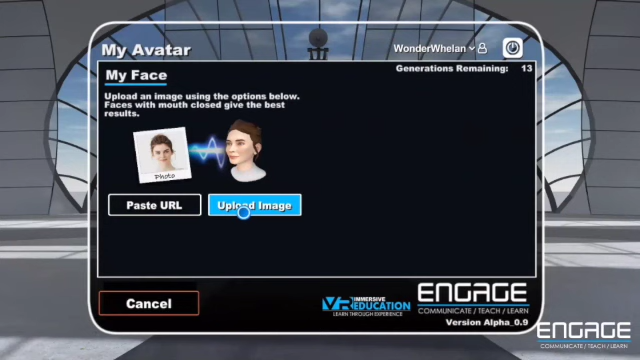 My Avatar
WonderWhelan
My Face
Generations Remaining: 13
Upload an image using the options below.
Faces with mouth closed give the best
results.
Photo
Paste URL
Upload Image
Cancel
VR IMMERSIVE
EDUCATION
LEARN THROUGH EXPERIENCE
ENGAGE
COMMUNICATE / TEACH / LEARN
Version Alpha_0.9
ENGAGE
COMMUNICATE / TEACH / LEARN